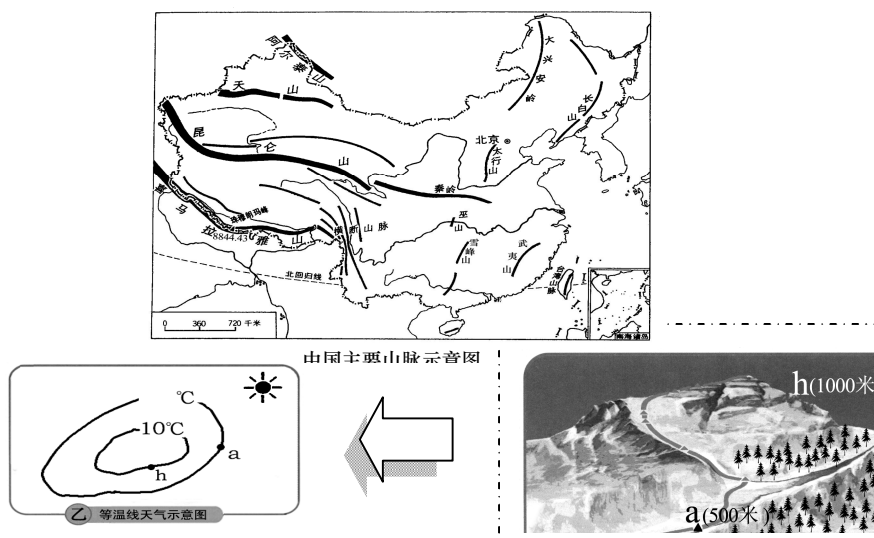 阿尔泰山
天山
大兴安岭
长白山
昆仑山
北京
太行山
秦岭
喜马拉雅山
珠穆朗玛峰
8844.43
横断山脉
巫山
雪峰山
武夷山
台湾山脉
北回归线
0 360 720 千米
南海诸岛
中国主要山脉示意图
℃
10℃
a
h
乙 等温线天气示意图
h(1000米
a(500米)